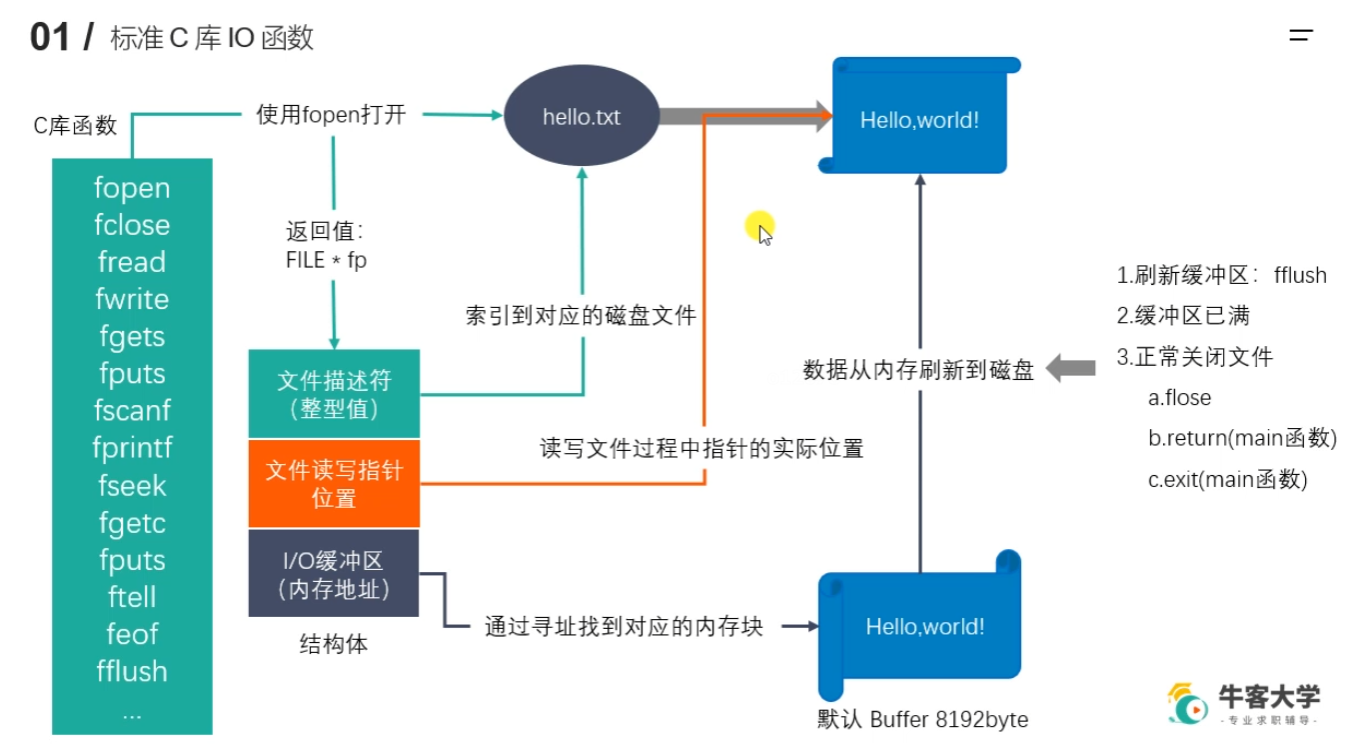 01 / 标准 C 库 IO 函数
C库函数
fopen
fclose
fread
fwrite
fgets
fputs
fscanf
fprintf
fseek
fgetc
fputs
ftell
feof
fflush
...
使用fopen打开
返回值：
FILE * fp
文件描述符
（整型值）
文件读写指针
位置
I/O缓冲区
（内存地址）
结构体
hello.txt
索引到对应的磁盘文件
读写文件过程中指针的实际位置
通过寻址找到对应的内存块
Hello,world!
数据从内存刷新到磁盘
Hello,world!
默认 Buffer 8192byte
1.刷新缓冲区：fflush
2.缓冲区已满
3.正常关闭文件
a.flose
b.return(main函数)
c.exit(main函数)
牛客大学
-专业求职辅导-